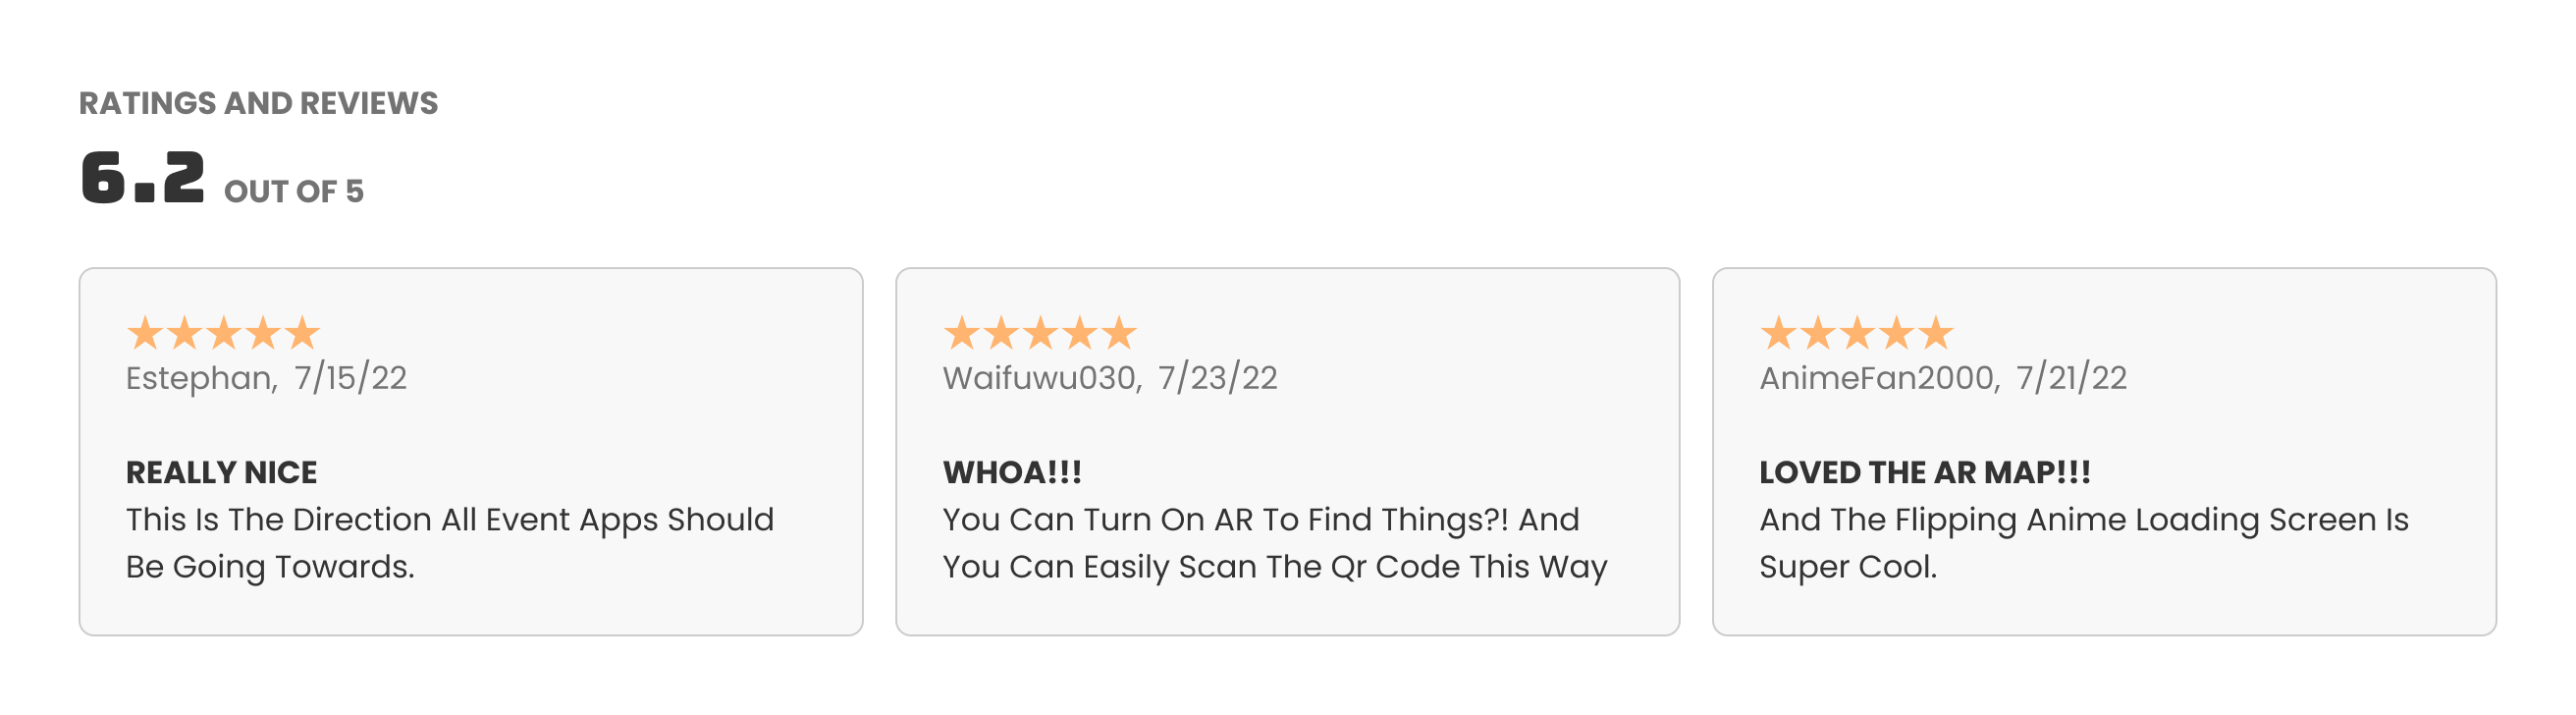 RATINGS AND REVIEWS
6.2 OUT OF 5
Estephan, 7/15/22
REALLY NICE
This Is The Direction All Event Apps Should
Be Going Towards.
Waifuwu030, 7/23/22
WHOA!!!
You Can Turn On AR To Find Things?! And
You Can Easily Scan The Qr Code This Way
AnimeFan2000, 7/21/22
LOVED THE AR MAP!!!
And The Flipping Anime Loading Screen Is
Super Cool.